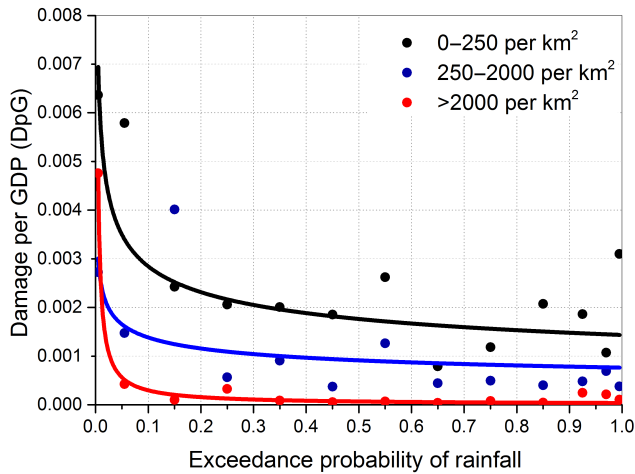 0.008
0.007
0.006
0.005
0.004
0.003
0.002
0.001
0.000
Damage per GDP (DpG)
0–250 per km²
250–2000 per km²
>2000 per km²
0.0 0.1 0.2 0.3 0.4 0.5 0.6 0.7 0.8 0.9 1.0
Exceedance probability of rainfall